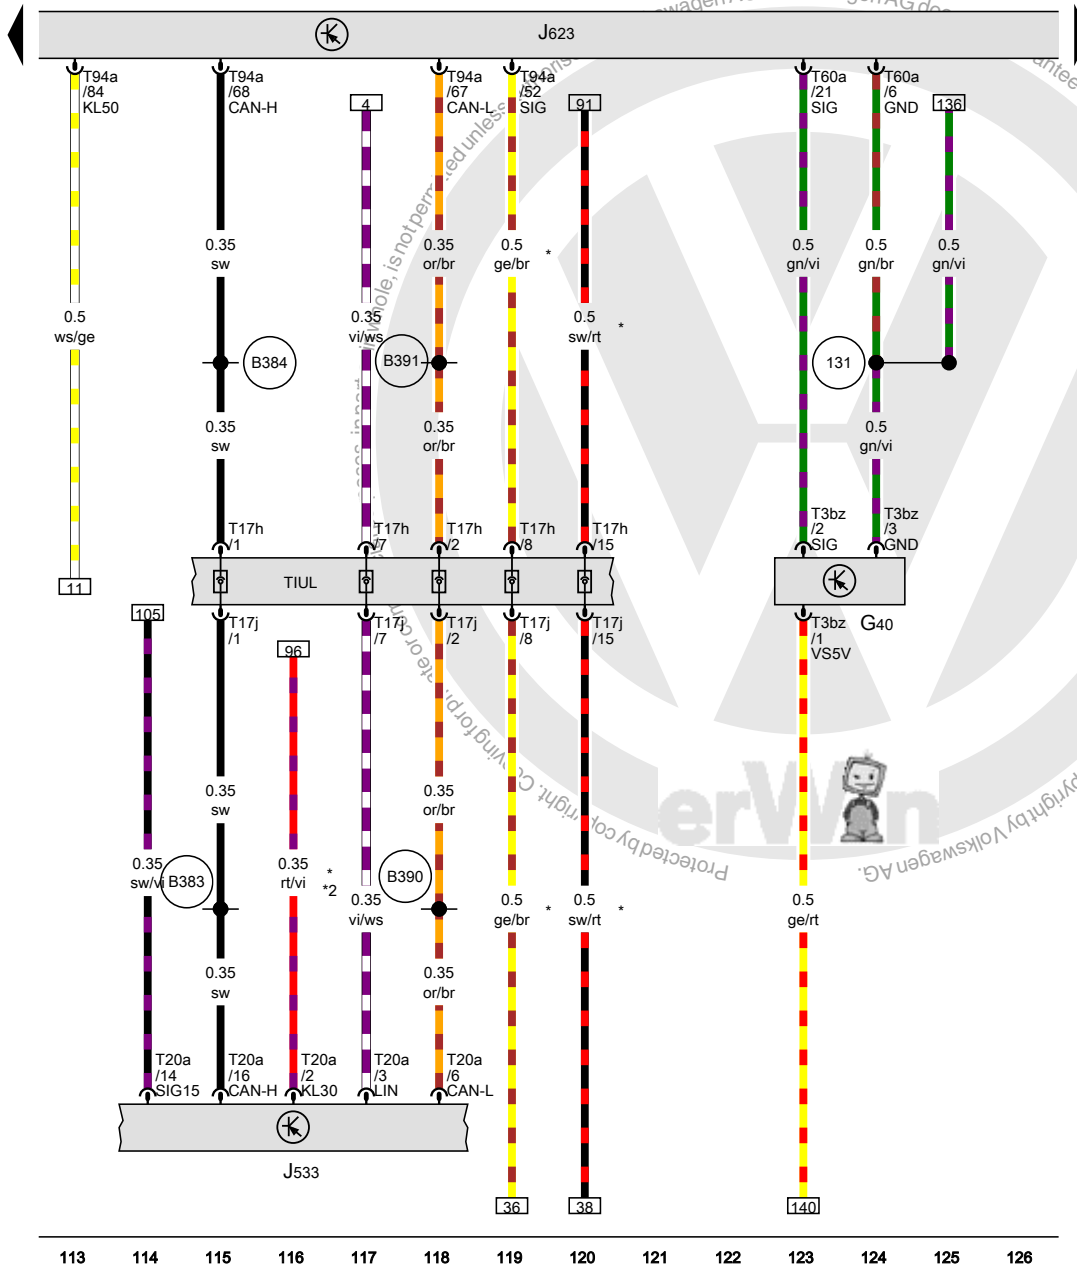 J623
T94a
/84
KL50
T94a
/68
CAN-H
4
T94a
/67
CAN-L
T94a
/52
SIG
91
T60a
/21
SIG
T60a
/6
GND
136
0.35
sw
0.35
or/br
0.5
ge/br
*
0.5
gn/vi
0.5
gn/br
0.5
gn/vi
0.5
ws/ge
0.35
vi/ws
0.5
sw/rt
*
B384
B391
131
0.35
sw
0.35
or/br
0.5
gn/vi
T17h
/1
T17h
/7
T17h
/2
T17h
/8
T17h
/15
T3bz
/2
SIG
T3bz
/3
GND
11
TIUL
105
T17j
/1
96
T17j
/7
T17j
/2
T17j
/8
T17j
/15
T3bz
/1
VS5V
G40
erWin
0.35
sw
0.35
or/br
0.35
sw/vi
B383
0.35
rt/vi
*
*2
B390
0.35
vi/ws
0.5
ge/br
*
0.5
sw/rt
*
0.5
ge/rt
0.35
sw
0.35
or/br
T20a
/14
SIG15
T20a
/16
CAN-H
T20a
/2
KL30
T20a
/3
LIN
T20a
/6
CAN-L
J533
36
38
140
113 114 115 116 117 118 119 120 121 122 123 124 125 126
Protected by copyright.
Copyright by Volkswagen AG.